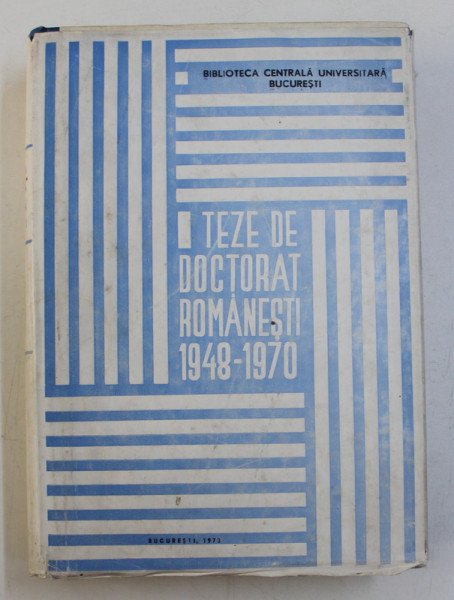 BIBLIOTECA CENTRALĂ UNIVERSITARĂ
BUCUREȘTI
TEZE DE
DOCTORAT
ROMÂNEȘTI
1948-1970
BUCUREȘTI, 1973